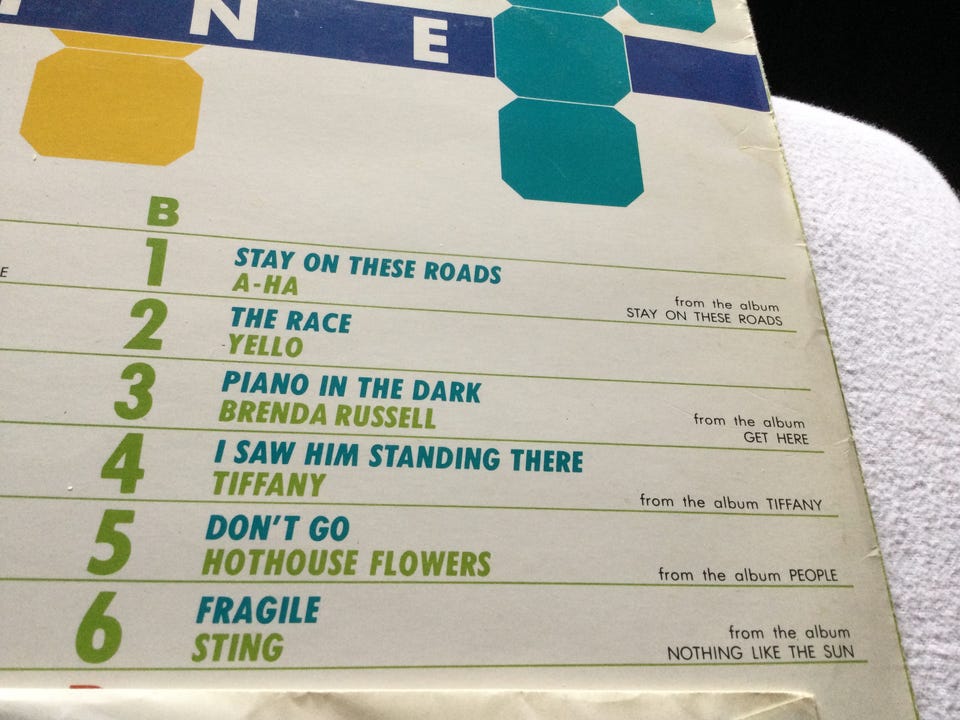 NE
B
E
1 STAY ON THESE ROADS
A-HA
from the album
STAY ON THESE ROADS
2 THE RACE
YELLO
3 PIANO IN THE DARK
BRENDA RUSSELL
from the album
GET HERE
4 I SAW HIM STANDING THERE
TIFFANY
from the album TIFFANY
5 DON'T GO
HOTHOUSE FLOWERS
from the album PEOPLE
6 FRAGILE
STING
from the album
NOTHING LIKE THE SUN